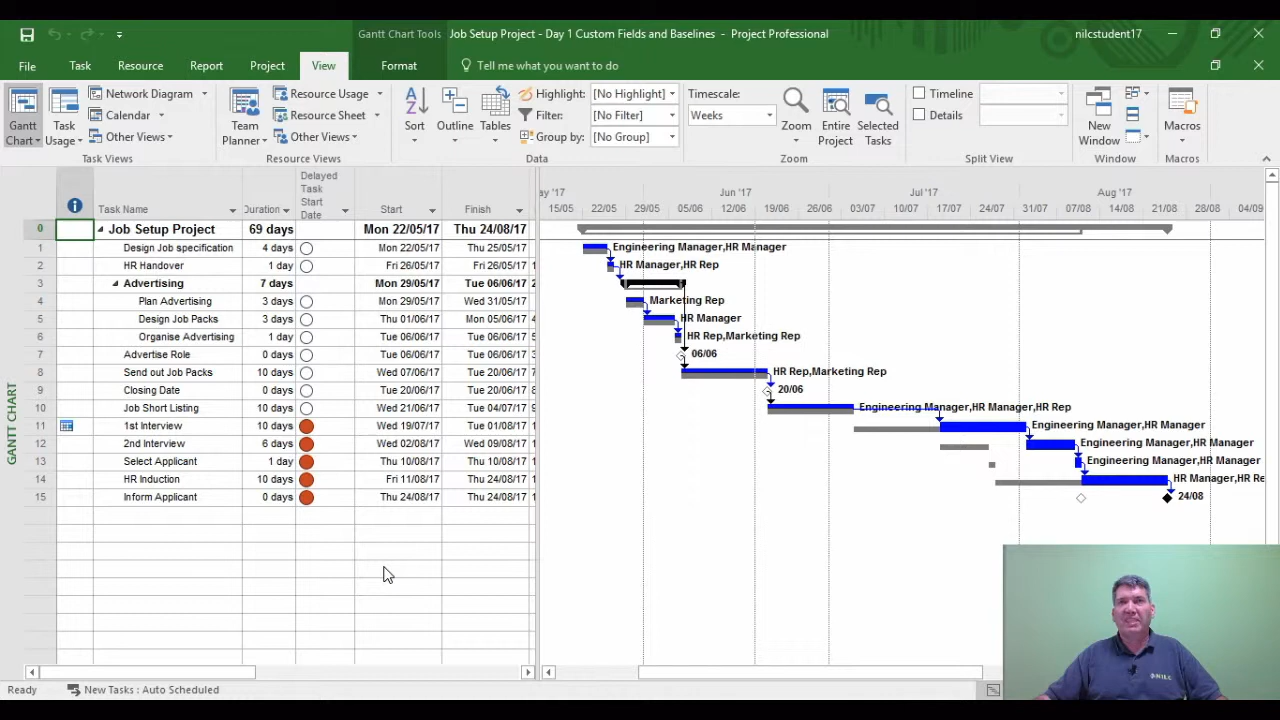 Gantt Chart Tools
Job Setup Project - Day 1 Custom Fields and Baselines - Project Professional
nilcstudent17
File Task Resource Report Project View Format Tell me what you want to do
Gantt Chart
Task Usage
Network Diagram
Calendar
Other Views
Task Views
Team Planner
Resource Usage
Resource Sheet
Other Views
Resource Views
Sort
Outline
Tables
Highlight: [No Highlight]
Filter: [No Filter]
Group by: [No Group]
Data
Timescale:
Weeks
Zoom
Entire Project
Selected Tasks
Zoom
Timeline
Details
Split View
New Window
Window
Macros
Macros
GANTT CHART
Task Name Duration Delayed Task Start Date Start Finish
0 Job Setup Project 69 days Mon 22/05/17 Thu 24/08/17
1 Design Job specification 4 days Mon 22/05/17 Thu 25/05/17
2 HR Handover 1 day Fri 26/05/17 Fri 26/05/17 1
3 Advertising 7 days Mon 29/05/17 Tue 06/06/17 2
4 Plan Advertising 3 days Mon 29/05/17 Wed 31/05/17
5 Design Job Packs 3 days Thu 01/06/17 Mon 05/06/17 4
6 Organise Advertising 1 day Tue 06/06/17 Tue 06/06/17 5
7 Advertise Role 0 days Tue 06/06/17 Tue 06/06/17 3
8 Send out Job Packs 10 days Wed 07/06/17 Tue 20/06/17 7
9 Closing Date 0 days Tue 20/06/17 Tue 20/06/17 8
10 Job Short Listing 10 days Wed 21/06/17 Tue 04/07/17 9
11 1st Interview 10 days Wed 19/07/17 Tue 01/08/17 1
12 2nd Interview 6 days Wed 02/08/17 Wed 09/08/17 1
13 Select Applicant 1 day Thu 10/08/17 Thu 10/08/17 1
14 HR Induction 10 days Fri 11/08/17 Thu 24/08/17 1
15 Inform Applicant 0 days Thu 24/08/17 Thu 24/08/17 1
ay '17 Jun '17 Jul '17 Aug '17
15/05 22/05 29/05 05/06 12/06 19/06 26/06 03/07 10/07 17/07 24/07 31/07 07/08 14/08 21/08 28/08 04/09
Engineering Manager,HR Manager
HR Manager,HR Rep
Marketing Rep
HR Manager
HR Rep,Marketing Rep
06/06
HR Rep,Marketing Rep
20/06
Engineering Manager,HR Manager,HR Rep
Engineering Manager,HR Manager
Engineering Manager,HR Manager
Engineering Manager,HR Manager
HR Manager,HR Re
24/08
NILC
Ready New Tasks : Auto Scheduled